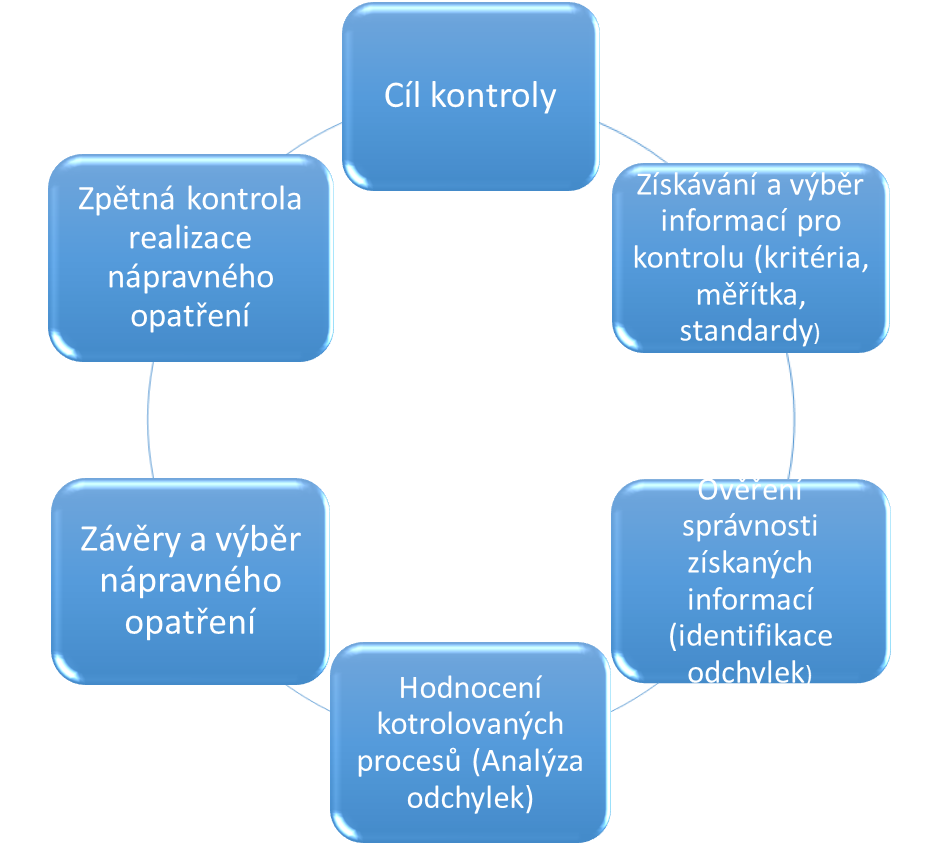 Cíl kontroly
Získávání a výběr
informací pro
kontrolu (kritéria,
měřítka,
standardy)
Ověření
správnosti
získaných
informací
(identifikace
odchylek)
Hodnocení
kotrolovaných
procesů (Analýza
odchylek)
Závěry a výběr
nápravného
opatření
Zpětná kontrola
realizace
nápravného
opatření